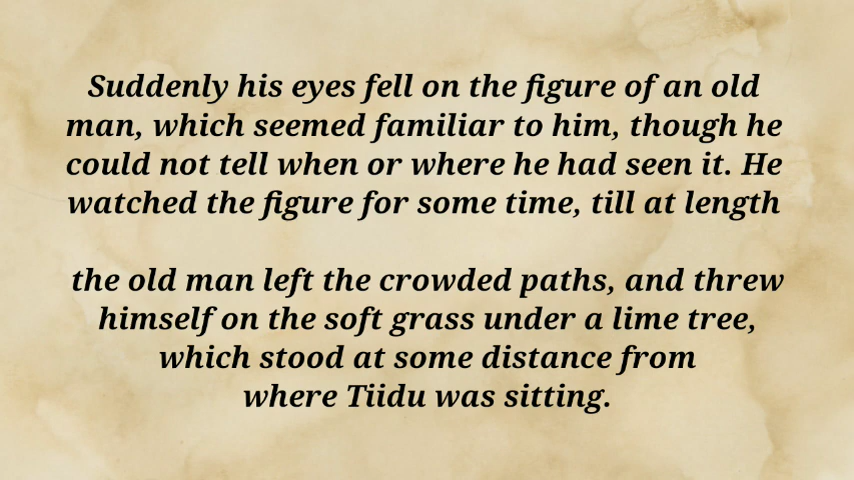 Suddenly his eyes fell on the figure of an old
man, which seemed familiar to him, though he
could not tell when or where he had seen it. He
watched the figure for some time, till at length
the old man left the crowded paths, and threw
himself on the soft grass under a lime tree,
which stood at some distance from
where Tiidu was sitting.